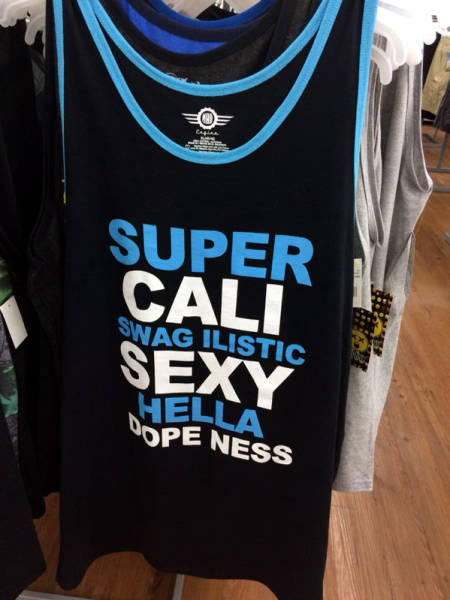 SUPER
CALI
SWAG ILISTIC
SEXY
HELLA
DOPE NESS